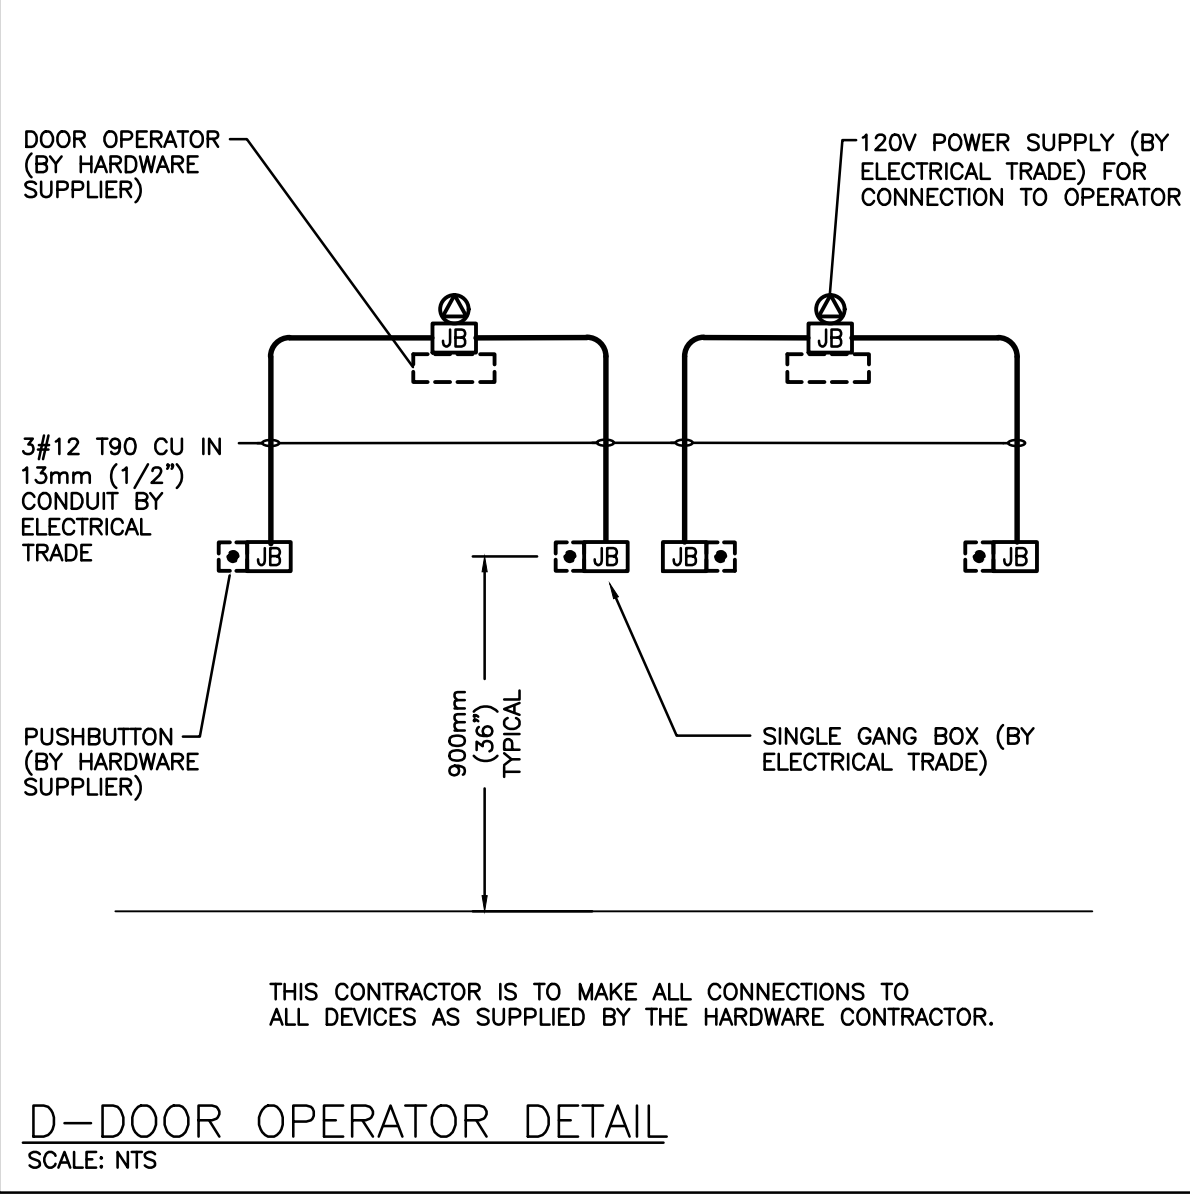 DOOR OPERATOR
(BY HARDWARE
SUPPLIER)
120V POWER SUPPLY (BY
ELECTRICAL TRADE) FOR
CONNECTION TO OPERATOR
JB
JB
3#12 T90 CU IN
13mm (1/2")
CONDUIT BY
ELECTRICAL
TRADE
JB
JB
JB
JB
900mm
(36")
TYPICAL
PUSHBUTTON
(BY HARDWARE
SUPPLIER)
SINGLE GANG BOX (BY
ELECTRICAL TRADE)
THIS CONTRACTOR IS TO MAKE ALL CONNECTIONS TO
ALL DEVICES AS SUPPLIED BY THE HARDWARE CONTRACTOR.
D-DOOR OPERATOR DETAIL
SCALE: NTS